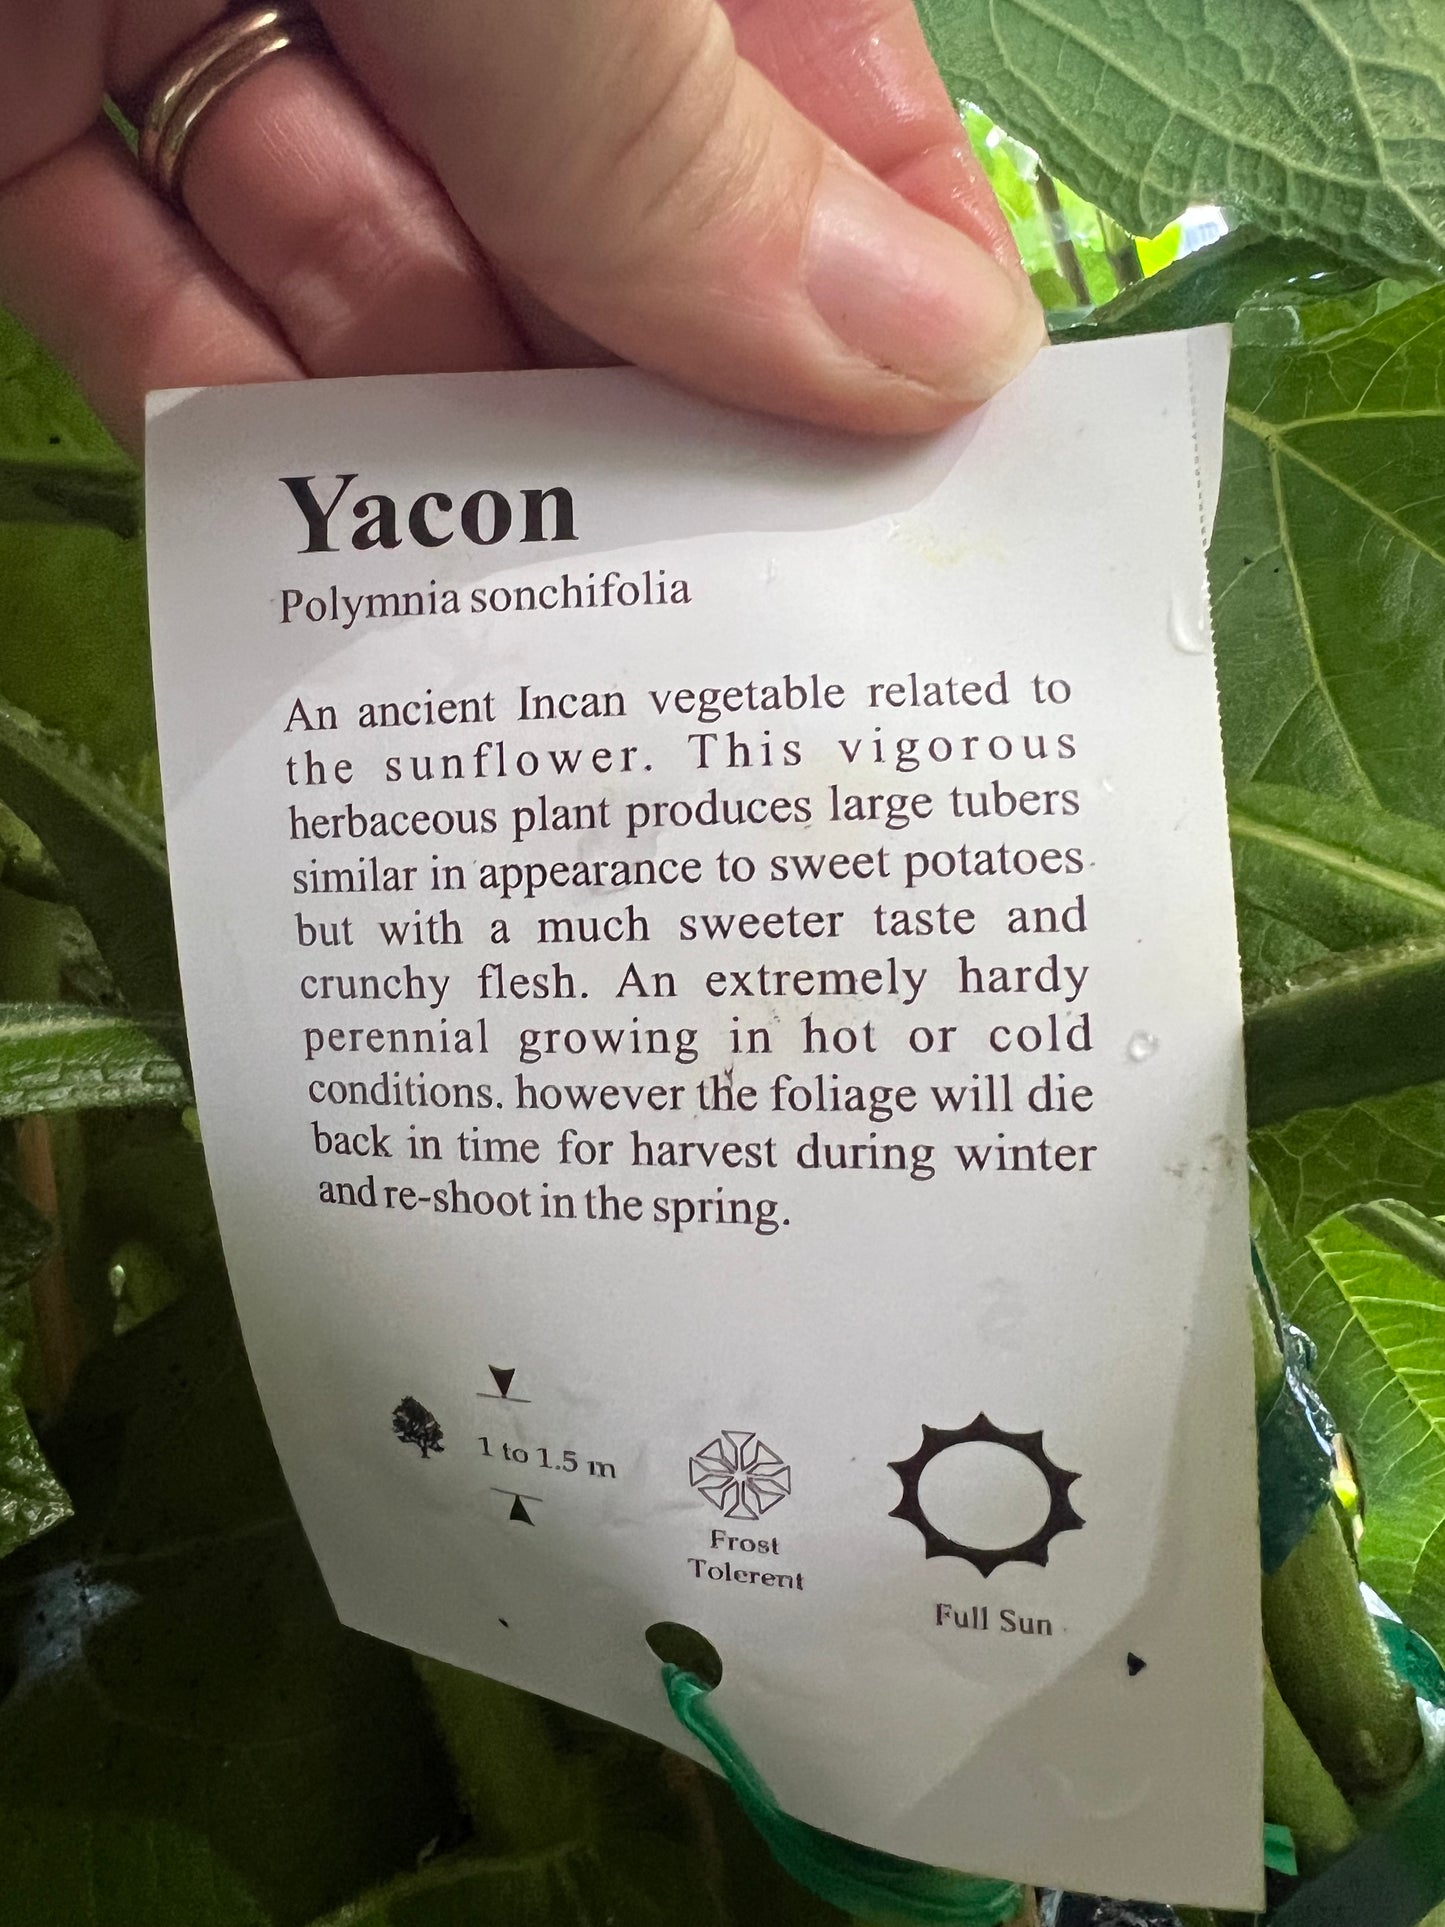 Yacon
Polymnia sonchifolia
An ancient Incan vegetable related to
the sunflower. This vigorous
herbaceous plant produces large tubers
similar in appearance to sweet potatoes
but with a much sweeter taste and
crunchy flesh. An extremely hardy
perennial growing in hot or cold
conditions. however the foliage will die
back in time for harvest during winter
and re-shoot in the spring.
1 to 1.5 m
Frost
Tolerent
Full Sun